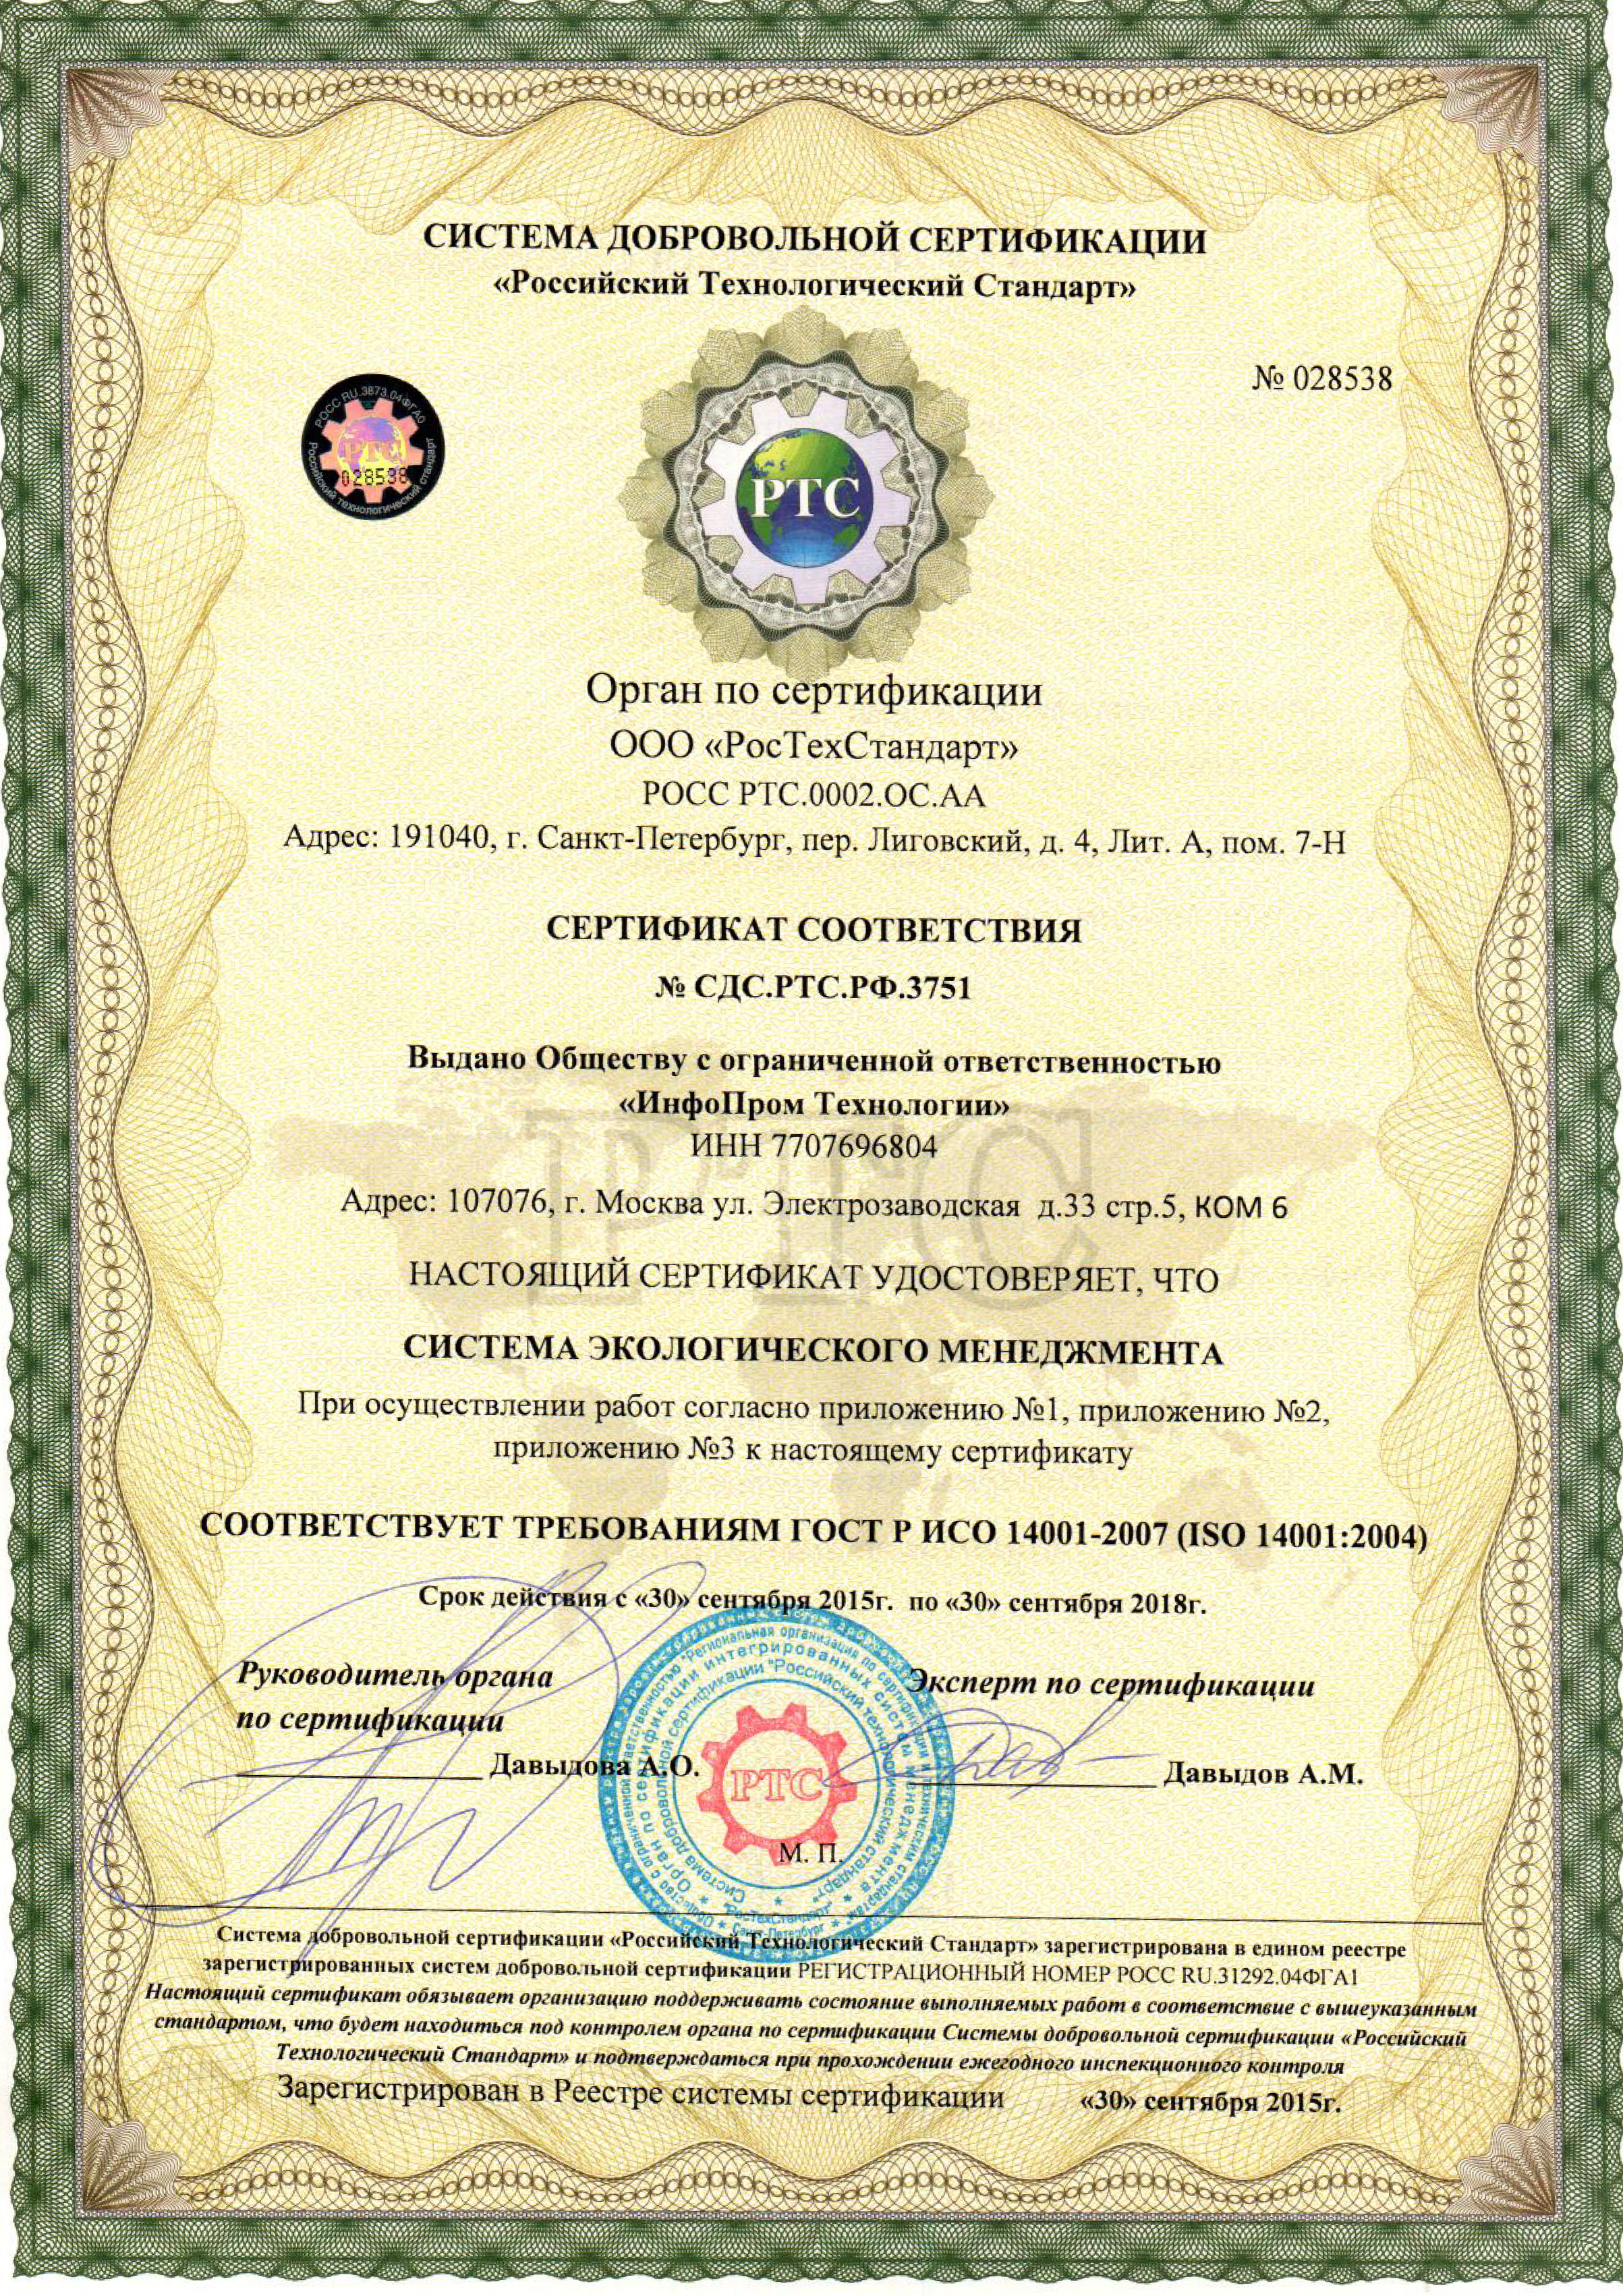 СИСТЕМА ДОБРОВОЛЬНОЙ СЕРТИФИКАЦИИ
«Российский Технологический Стандарт»
№ 028538
РОСС RU.3873.04ФГА0
РТС
028538
Российский технологический стандарт
РТС
Орган по сертификации
ООО «РосТехСтандарт»
РОСС РТС.0002.ОС.АА
Адрес: 191040, г. Санкт-Петербург, пер. Лиговский, д. 4, Лит. А, пом. 7-Н
СЕРТИФИКАТ СООТВЕТСТВИЯ
№ СДС.РТС.РФ.3751
Выдано Обществу с ограниченной ответственностью
«ИнфоПром Технологии»
ИНН 7707696804
РТС
Адрес: 107076, г. Москва ул. Электрозаводская д.33 стр.5, КОМ 6
НАСТОЯЩИЙ СЕРТИФИКАТ УДОСТОВЕРЯЕТ, ЧТО
СИСТЕМА ЭКОЛОГИЧЕСКОГО МЕНЕДЖМЕНТА
При осуществлении работ согласно приложению №1, приложению №2,
приложению №3 к настоящему сертификату
СООТВЕТСТВУЕТ ТРЕБОВАНИЯМ ГОСТ Р ИСО 14001-2007 (ISO 14001:2004)
Срок действия с «30» сентября 2015г. по «30» сентября 2018г.
Руководитель органа
по сертификации
Давыдова А.О.
Эксперт по сертификации
Давыдов А.М.
Орган по сертификации интегрированных систем менеджмента
Система добровольной сертификации "Российский технологический стандарт"
"РосТехСтандарт"
Санкт-Петербург
РТС
М. П.
Система добровольной сертификации «Российский Технологический Стандарт» зарегистрирована в едином реестре
зарегистрированных систем добровольной сертификации РЕГИСТРАЦИОННЫЙ НОМЕР РОСС RU.31292.04ФГА1
Настоящий сертификат обязывает организацию поддерживать состояние выполняемых работ в соответствие с вышеуказанным
стандартом, что будет находиться под контролем органа по сертификации Системы добровольной сертификации «Российский
Технологический Стандарт» и подтверждаться при прохождении ежегодного инспекционного контроля
Зарегистрирован в Реестре системы сертификации «30» сентября 2015г.